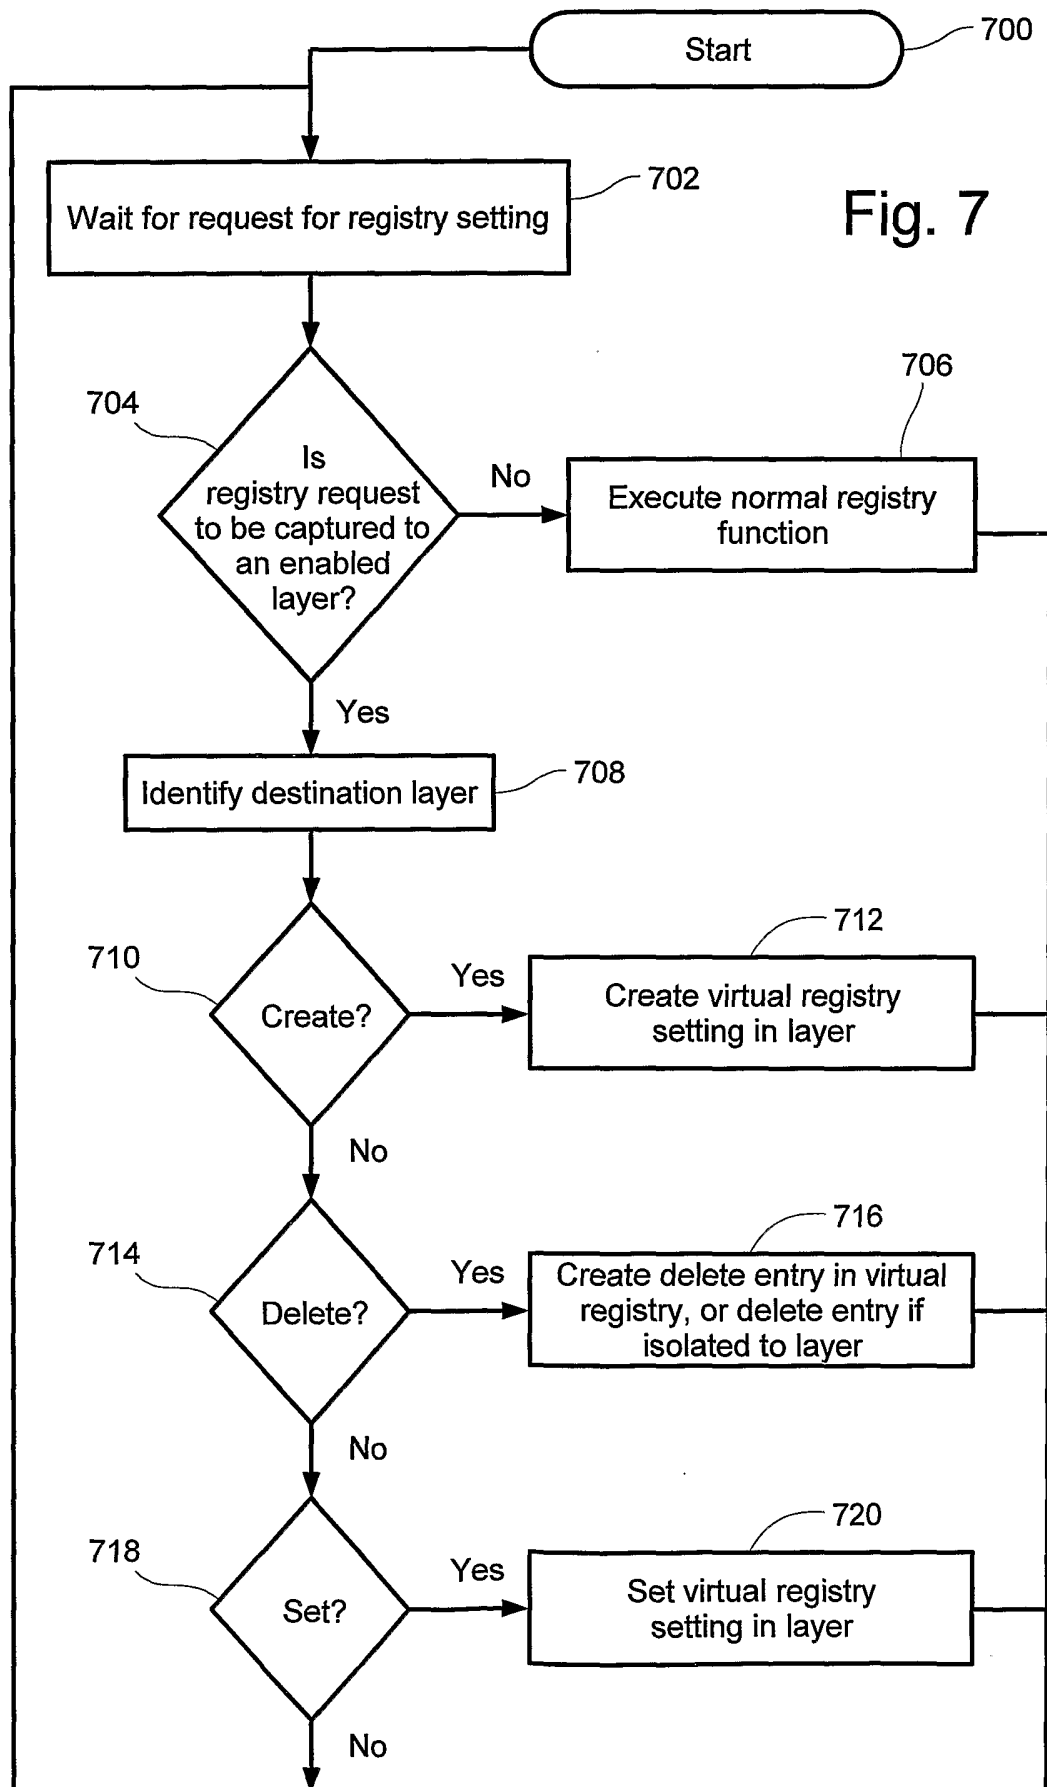 Start
700
702
Wait for request for registry setting
Fig. 7
704
Is
registry request
to be captured to
an enabled
layer?
No
706
Execute normal registry
function
Yes
Identify destination layer
708
710
Create?
Yes
712
Create virtual registry
setting in layer
No
714
Delete?
Yes
716
Create delete entry in virtual
registry, or delete entry if
isolated to layer
No
718
Set?
Yes
720
Set virtual registry
setting in layer
No